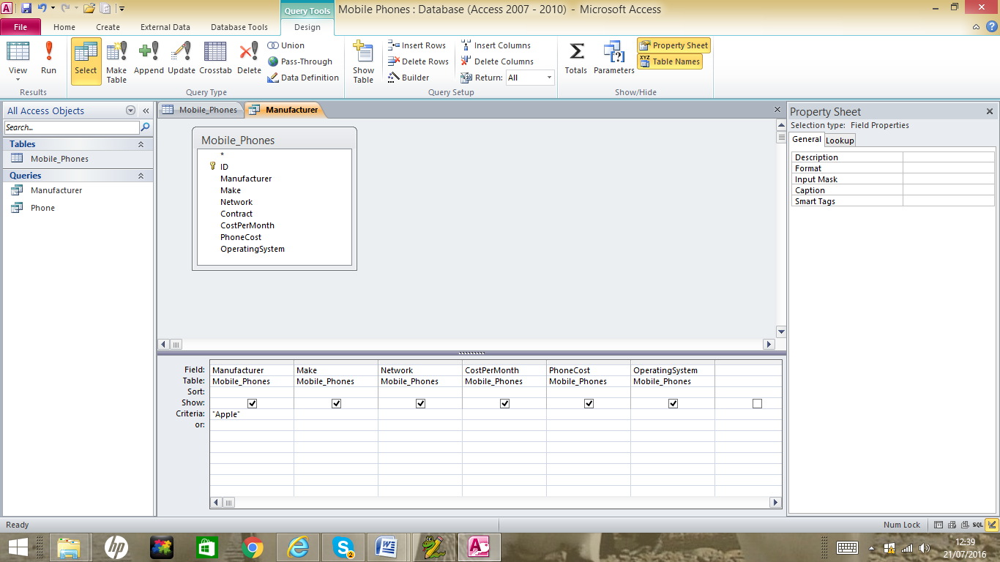 Query Tools
Mobile Phones : Database (Access 2007 - 2010) - Microsoft Access
File Home Create External Data Database Tools Design
View
Run
Results
Select
Make Table
Append
Update
Crosstab
Delete
Union
Pass-Through
Data Definition
Query Type
Show Table
Insert Rows
Delete Rows
Builder
Insert Columns
Delete Columns
Return: All
Query Setup
Totals
Parameters
Property Sheet
XYZ Table Names
Show/Hide
All Access Objects
Search...
Tables
Mobile_Phones
Queries
Manufacturer
Phone
Mobile_Phones Manufacturer
Mobile_Phones
*
ID
Manufacturer
Make
Network
Contract
CostPerMonth
PhoneCost
OperatingSystem
Field: Manufacturer Make Network CostPerMonth PhoneCost OperatingSystem
Table: Mobile_Phones Mobile_Phones Mobile_Phones Mobile_Phones Mobile_Phones Mobile_Phones
Sort:
Show:
Criteria: "Apple"
or:
Property Sheet
Selection type: Field Properties
General Lookup
Description
Format
Input Mask
Caption
Smart Tags
Ready
Num Lock
SQL
hp
2
12:39
21/07/2016